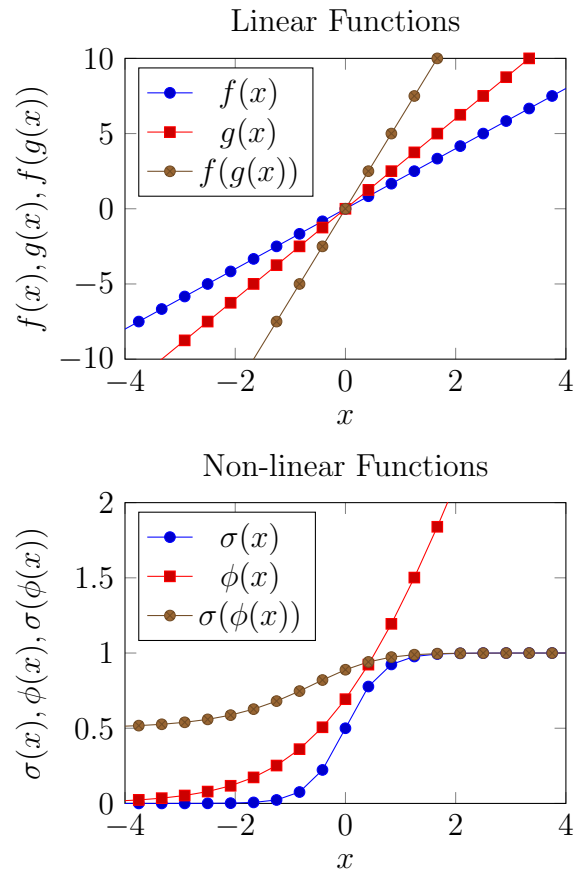 Linear Functions
f(x), g(x), f(g(x))
10
5
0
−5
−10
f(x)
g(x)
f(g(x))
−4 −2 0 2 4
x
Non-linear Functions
σ(x), ϕ(x), σ(ϕ(x))
2
1.5
1
0.5
0
σ(x)
ϕ(x)
σ(ϕ(x))
−4 −2 0 2 4
x